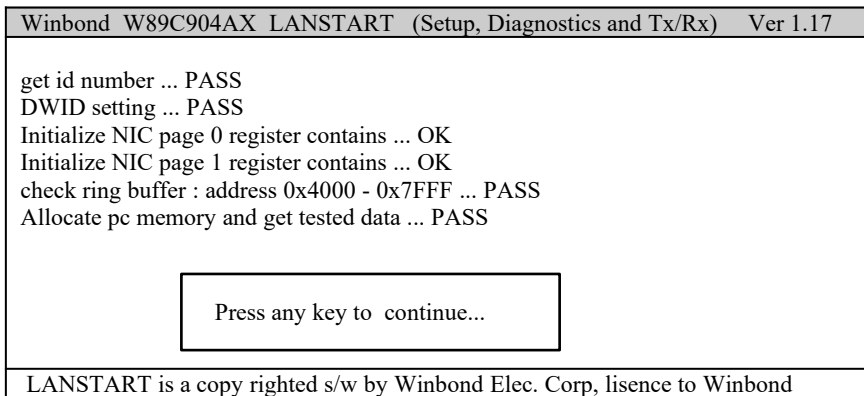 Winbond W89C904AX LANSTART (Setup, Diagnostics and Tx/Rx) Ver 1.17
get id number ... PASS
DWID setting ... PASS
Initialize NIC page 0 register contains ... OK
Initialize NIC page 1 register contains ... OK
check ring buffer : address 0x4000 - 0x7FFF ... PASS
Allocate pc memory and get tested data ... PASS
Press any key to continue...
LANSTART is a copy righted s/w by Winbond Elec. Corp, lisence to Winbond